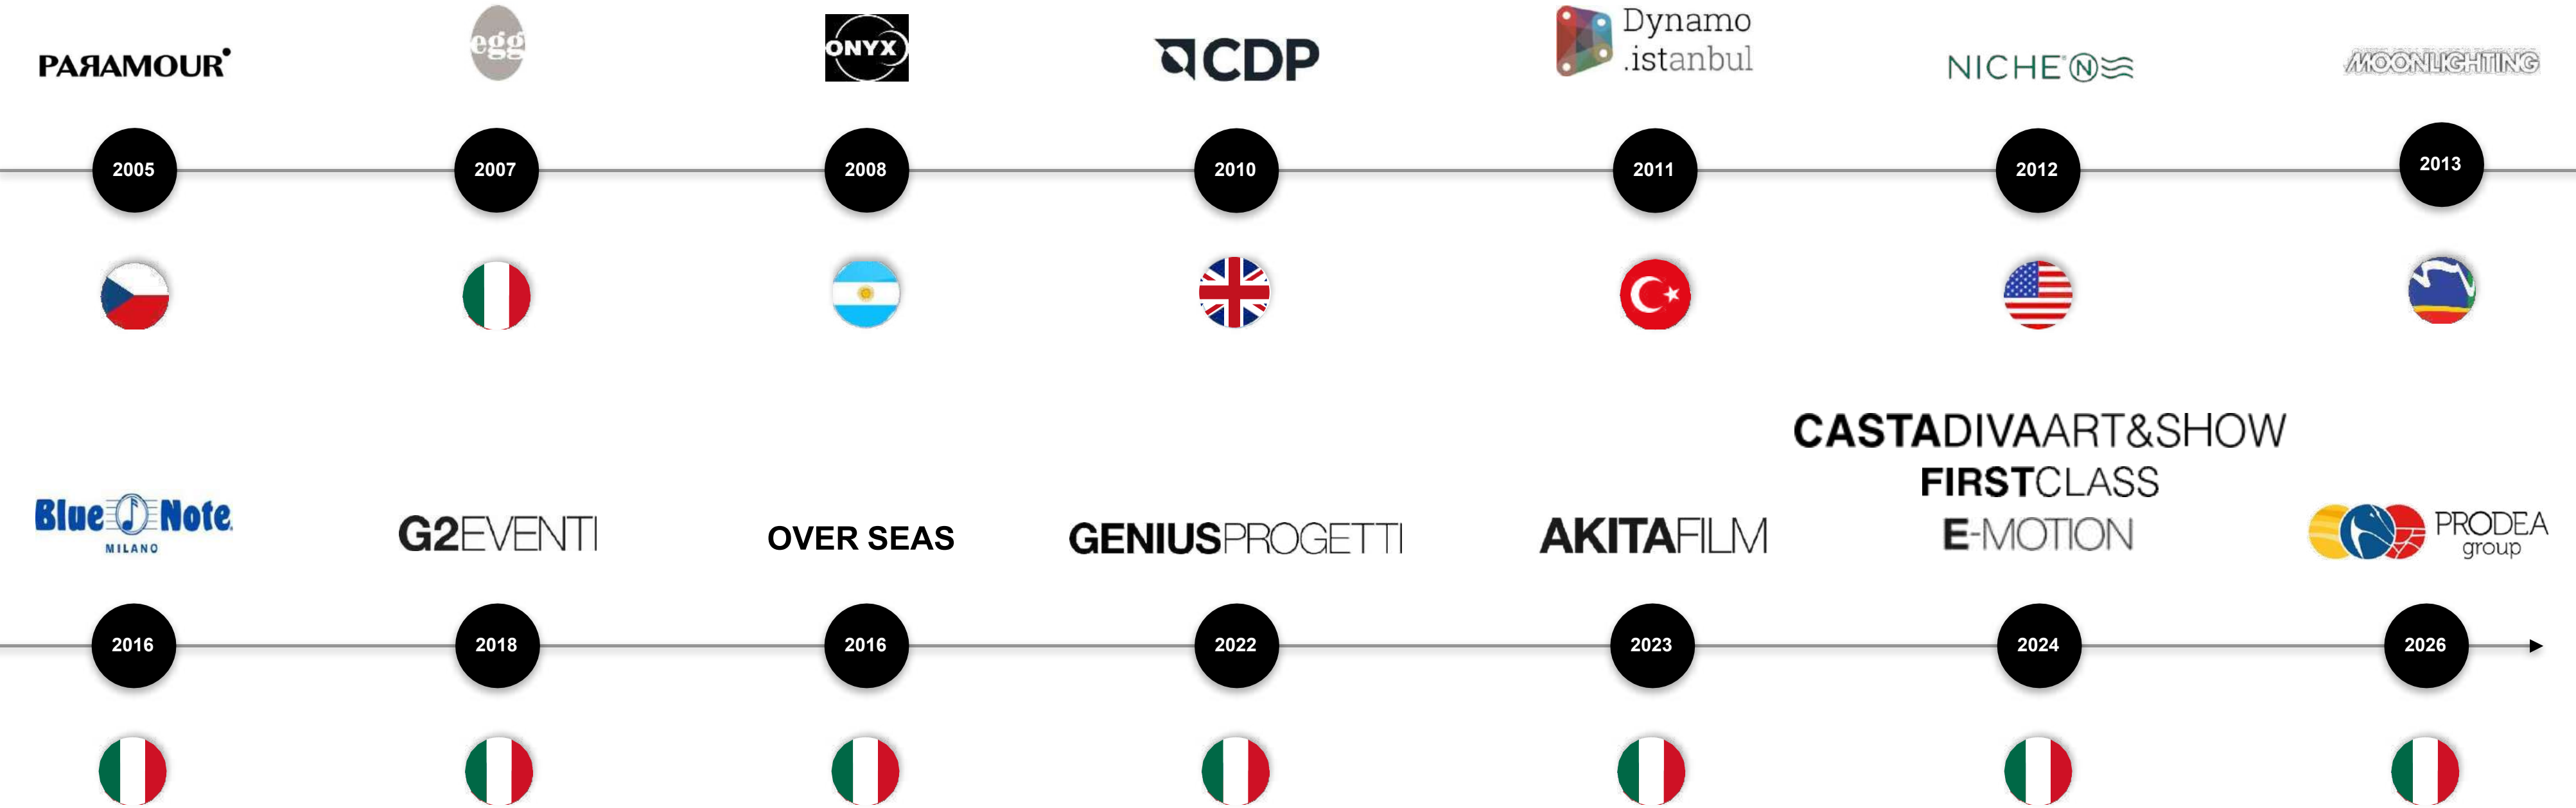 PAЯAMOUR
egg
ONYX
CDP
Dynamo
.istanbul
NICHE N
MOONLIGHTING
2005
2007
2008
2010
2011
2012
2013
CASTADIVAART&SHOW
FIRSTCLASS
E-MOTION
Blue Note
MILANO
G2EVENTI
OVER SEAS
GENIUSPROGETTI
AKITAFILM
PRODEA
group
2016
2018
2016
2022
2023
2024
2026